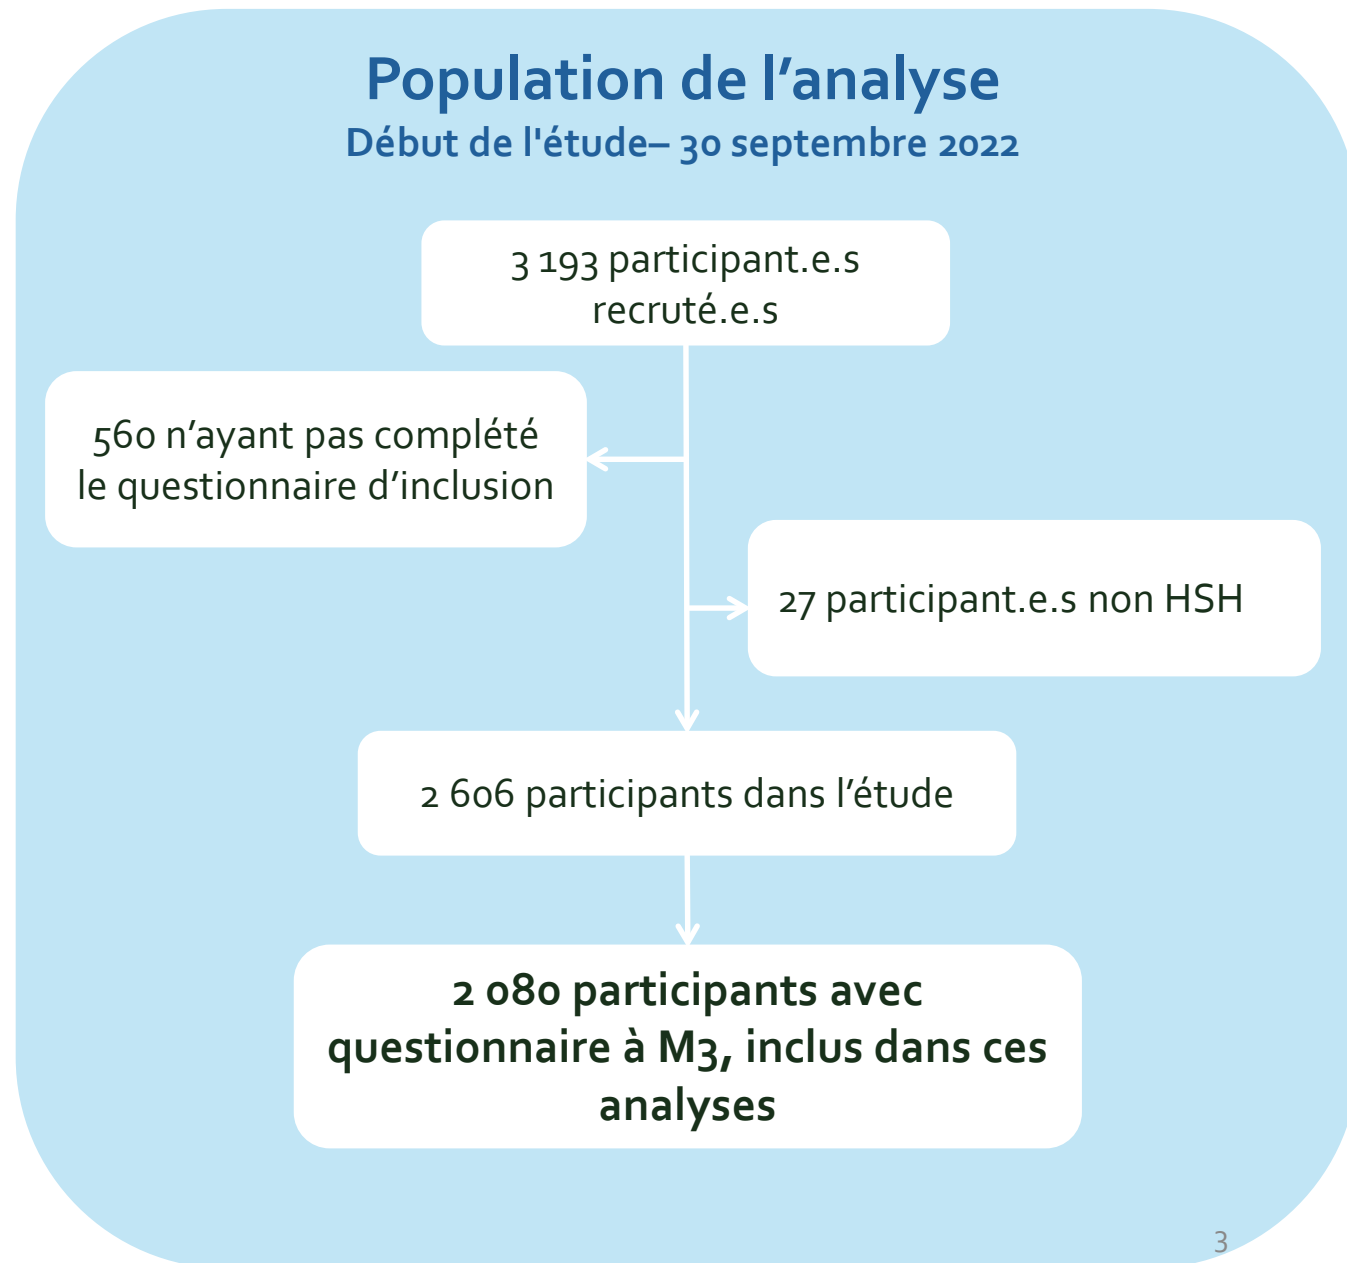 Population de l’analyse
Début de l'étude– 30 septembre 2022
3 193 participant.e.s
recruté.e.s
560 n’ayant pas complété
le questionnaire d’inclusion
27 participant.e.s non HSH
2 606 participants dans l’étude
2 080 participants avec
questionnaire à M3, inclus dans ces
analyses
3